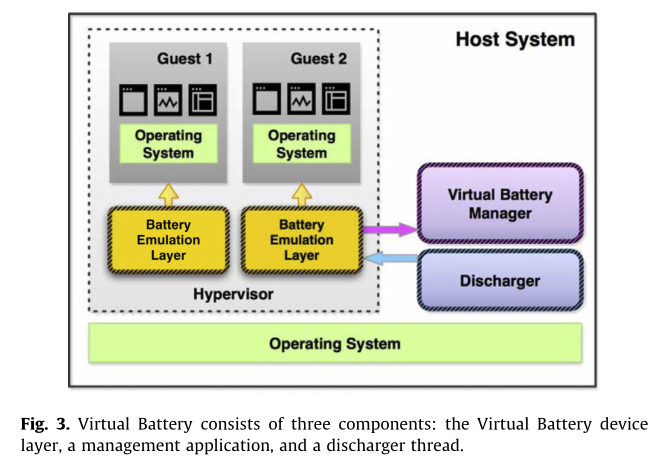 Host System
Guest 1
Guest 2
Operating
System
Operating
System
Battery
Emulation
Layer
Battery
Emulation
Layer
Virtual Battery
Manager
Discharger
Hypervisor
Operating System
Fig. 3. Virtual Battery consists of three components: the Virtual Battery device
layer, a management application, and a discharger thread.